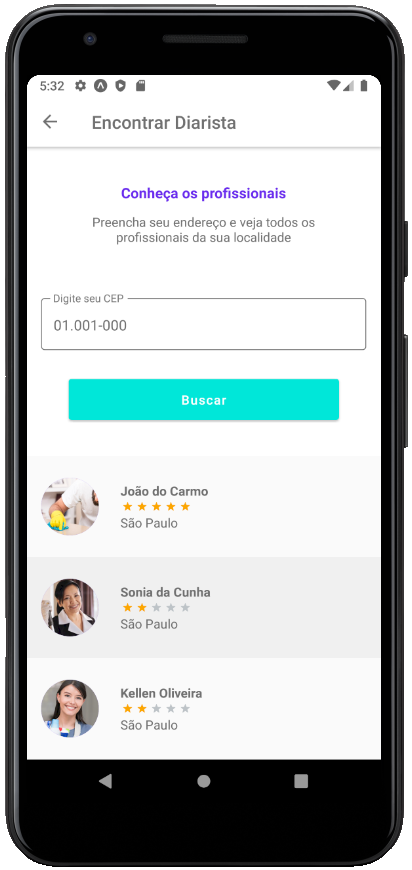 5:32
Encontrar Diarista
Conheça os profissionais
Preencha seu endereço e veja todos os
profissionais da sua localidade
Digite seu CEP
01.001-000
Buscar
João do Carmo
São Paulo
Sonia da Cunha
São Paulo
Kellen Oliveira
São Paulo